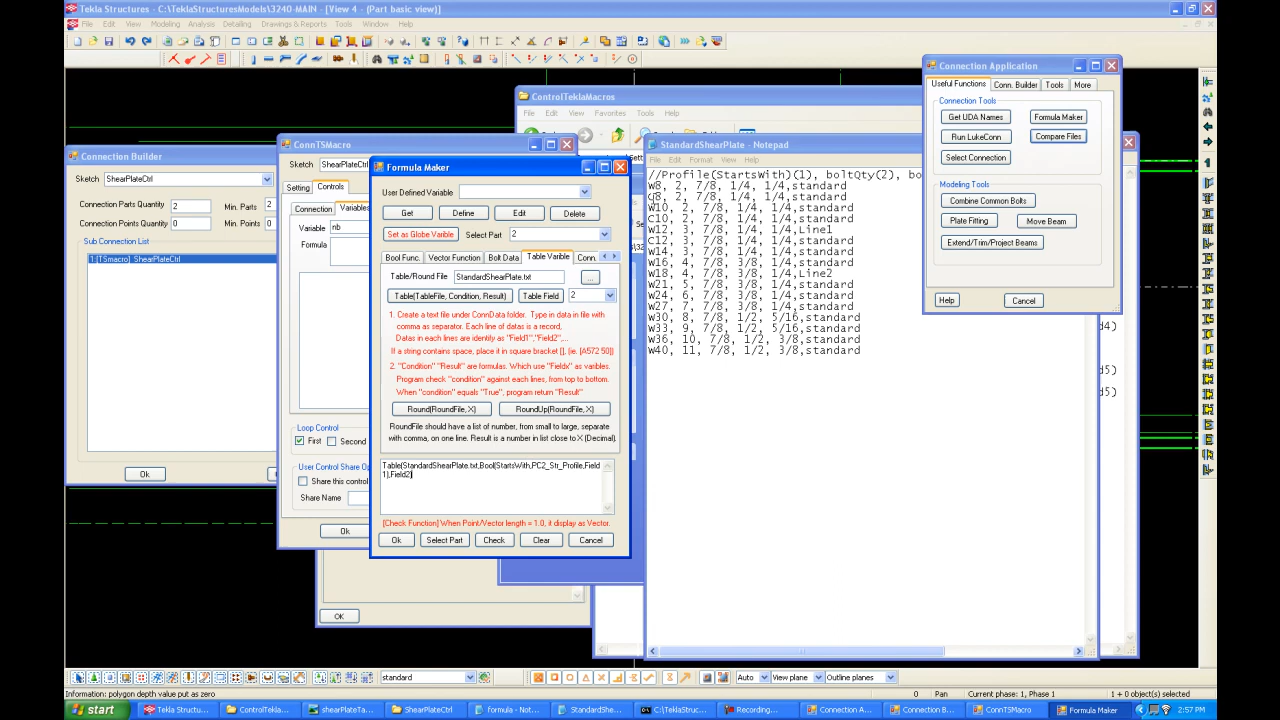 Tekla Structures - C:\TeklaStructuresModels\3240-MAIN - [View 4 - (Part basic view)]
File Edit View Modeling Analysis Detailing Drawings & Reports Tools Window Help
ControlTeklaMacros
File Edit View Favorites Tools Help
Connection Application
Useful Functions Conn. Builder Tools More
Connection Tools
Get UDA Names Formula Maker
Run LukeConn Compare Files
Select Connection
Modeling Tools
Combine Common Bolts
Plate Fitting Move Beam
Extend/Trim/Project Beams
Help Cancel
Connection Builder
Sketch ShearPlateCtrl
Connection Parts Quantity 2 Min. Parts 2
Connection Points Quantity 0 Min. Points 0
Sub Connection List
1:[TSmacro] ShearPlateCtrl
Ok
ConnTSMacro
Sketch ShearPlateCtrl
Setting Controls
Connection Variables
Variable nb
Formula
Loop Control
First Second
User Control Share Op
Share this control
Share Name
Ok
OK
Formula Maker
User Defined Variable
Get Define Edit Delete
Set as Globe Varible Select Part 2
Bool Func. Vector Function Bolt Data Table Varible Conn.
Table/Round File StandardShearPlate.txt ...
Table(TableFile, Condition, Result) Table Field 2
1. Create a text file under ConnData folder. Type in data in file with
comma as separator. Each line of datas is a record,
Datas in each lines are identify as "Field1","Field2",...
If a string contains space, place it in square bracket [], (ie. [A572-50])
2. "Condition" "Result" are formulas. Which use "Fieldx" as varibles.
Program check "condition" against each lines, from top to bottom.
When "condition" equals "True", program return "Result"
Round(RoundFile, X) RoundUp(RoundFile, X)
RoundFile should have a list of number, from small to large, separate
with comma, on one line. Result is a number in list close to X (Decimal).
Table(StandardShearPlate.txt,Bool(StartsWith,PC2_Str_Profile,Field
1),Field2)
[Check Function] When Point/Vector length = 1.0, it display as Vector.
Ok Select Part Check Clear Cancel
StandardShearPlate - Notepad
File Edit Format View Help
//Profile(StartsWith)(1), boltQty(2), bo
W8, 2, 7/8, 1/4, 1/4,standard
C8, 2, 7/8, 1/4, 1/4,standard
W10, 2, 7/8, 1/4, 1/4,standard
C10, 2, 7/8, 1/4, 1/4,standard
W12, 3, 7/8, 1/4, 1/4,Line1
C12, 3, 7/8, 1/4, 1/4,standard
W14, 3, 7/8, 1/4, 1/4,standard
W16, 4, 7/8, 3/8, 1/4,standard
W18, 4, 7/8, 3/8, 1/4,Line2
W21, 5, 7/8, 3/8, 1/4,standard
W24, 6, 7/8, 3/8, 1/4,standard
W27, 7, 7/8, 3/8, 1/4,standard
W30, 8, 7/8, 1/2, 5/16,standard
W33, 9, 7/8, 1/2, 5/16,standard
W36, 10, 7/8, 1/2, 3/8,standard
W40, 11, 7/8, 1/2, 3/8,standard
d4)
d5)
d5)
standard Auto View plane Outline planes
Information: polygon depth value put as zero 0 Pan Current phase: 1, Phase 1 1 + 0 object(s) selected
start Tekla Structu... ControlTekla... shearPlateTa... ShearPlateCtrl formula - Not... StandardShe... C:\TeklaStruc... Recording... Connection A... Connection B... ConnTSMacro Formula Maker 2:57 PM